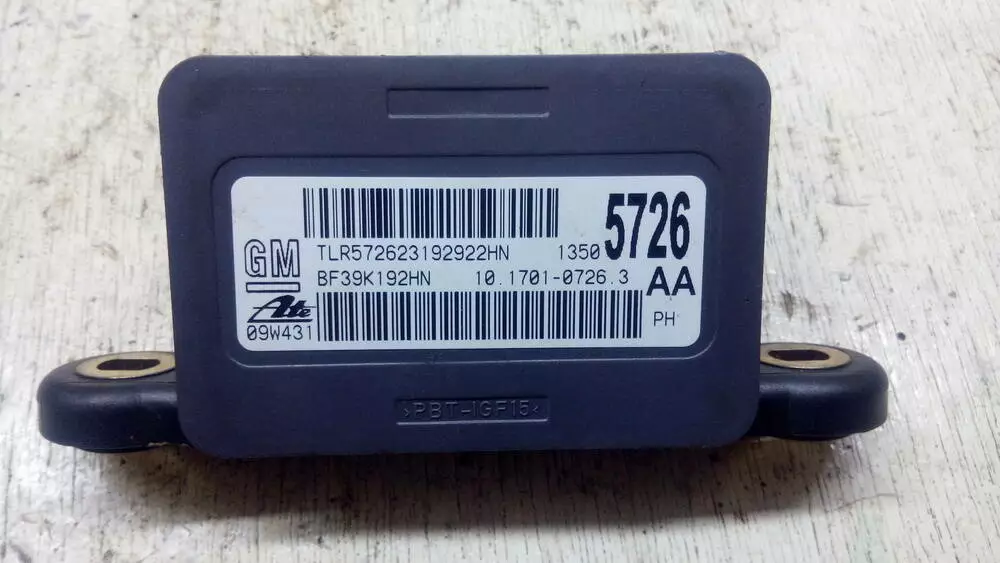 GM
TLR572623192922HN 1350 5726
BF39K192HN 10.1701-0726.3 AA
Ate
09W431 PH
>PBT-IGF15<